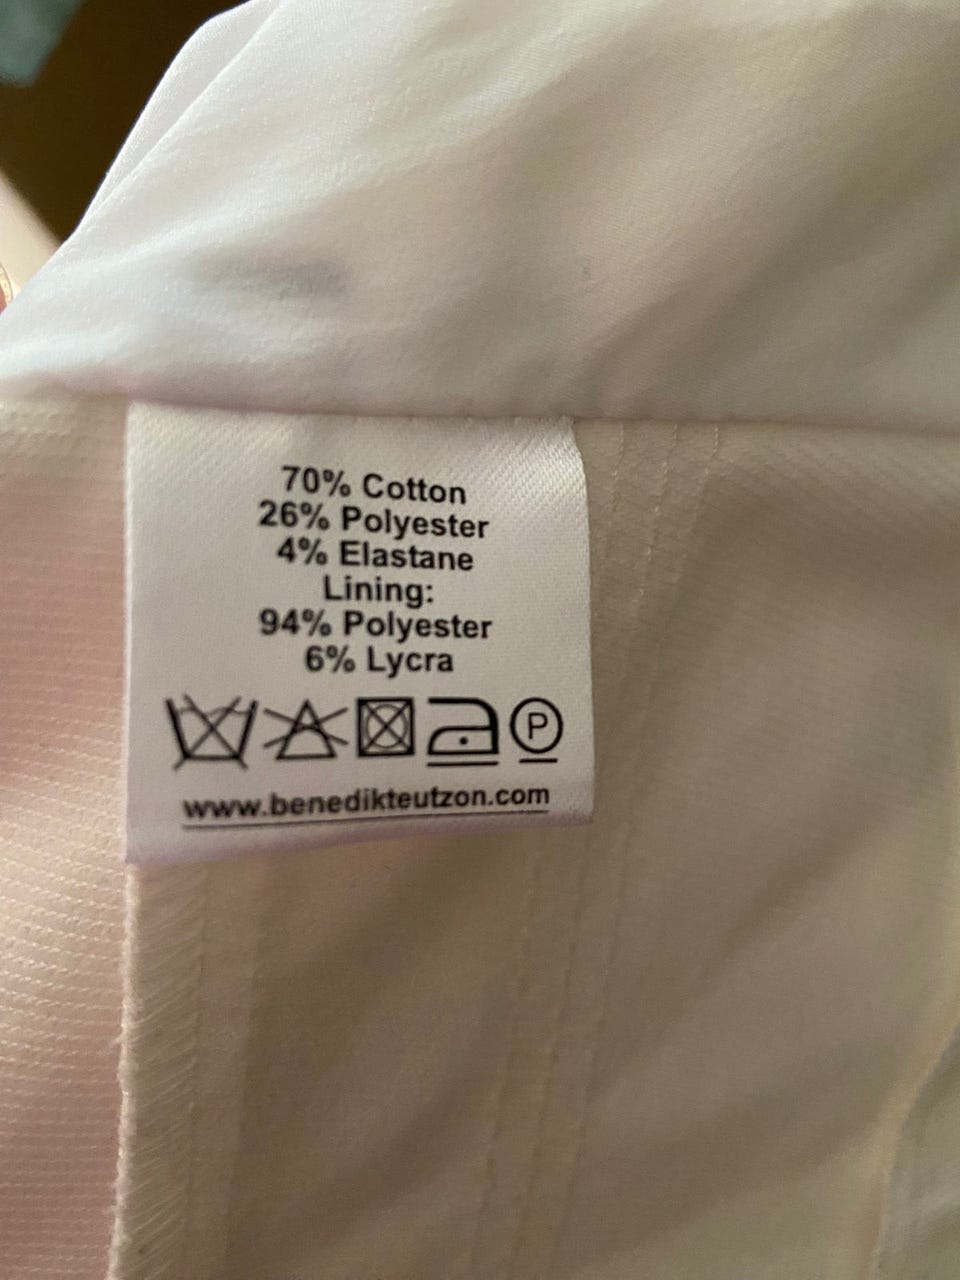 70% Cotton
26% Polyester
4% Elastane
Lining:
94% Polyester
6% Lycra
P
www.benedikteutzon.com